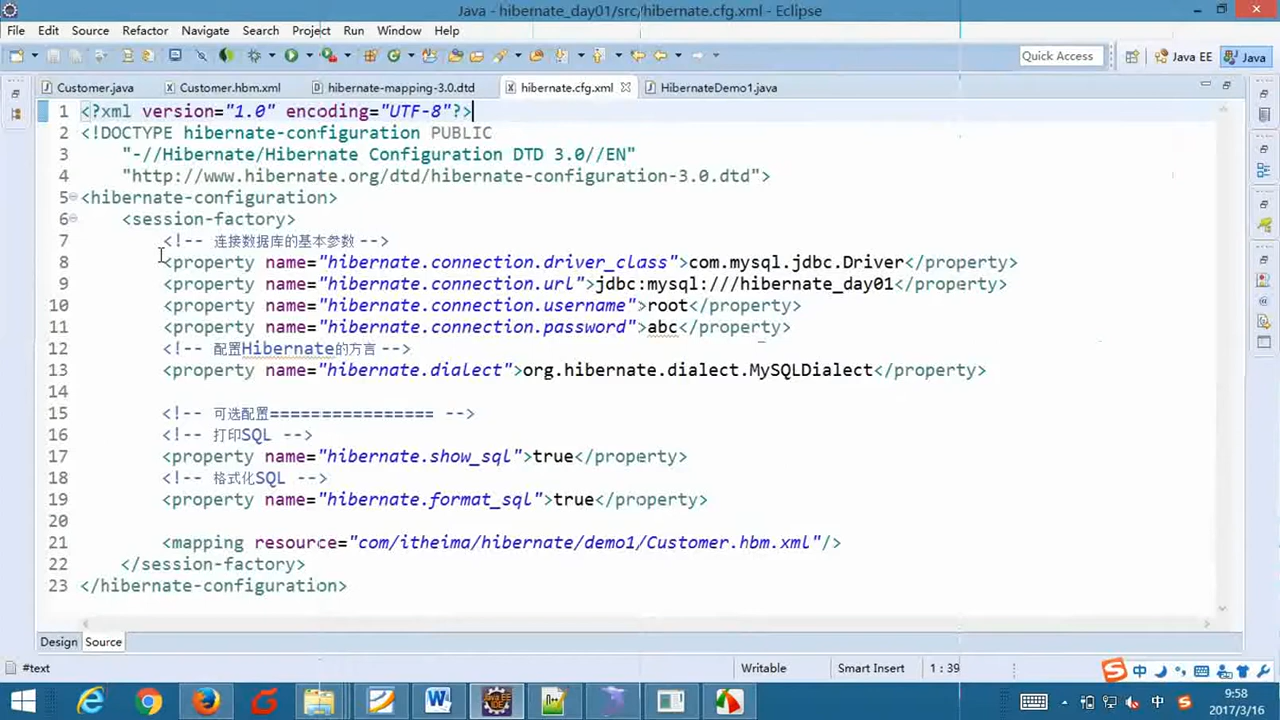 Java - hibernate_day01/src/hibernate.cfg.xml - Eclipse
File Edit Source Refactor Navigate Search Project Run Window Help
Quick Access Java EE Java
Customer.java Customer.hbm.xml hibernate-mapping-3.0.dtd hibernate.cfg.xml HibernateDemo1.java
1 <?xml version="1.0" encoding="UTF-8"?>
2 <!DOCTYPE hibernate-configuration PUBLIC
3 "-//Hibernate/Hibernate Configuration DTD 3.0//EN"
4 "http://www.hibernate.org/dtd/hibernate-configuration-3.0.dtd">
5 <hibernate-configuration>
6 <session-factory>
7 <!-- 连接数据库的基本参数 -->
8 <property name="hibernate.connection.driver_class">com.mysql.jdbc.Driver</property>
9 <property name="hibernate.connection.url">jdbc:mysql:///hibernate_day01</property>
10 <property name="hibernate.connection.username">root</property>
11 <property name="hibernate.connection.password">abc</property>
12 <!-- 配置Hibernate的方言 -->
13 <property name="hibernate.dialect">org.hibernate.dialect.MySQLDialect</property>
14
15 <!-- 可选配置================ -->
16 <!-- 打印SQL -->
17 <property name="hibernate.show_sql">true</property>
18 <!-- 格式化SQL -->
19 <property name="hibernate.format_sql">true</property>
20
21 <mapping resource="com/itheima/hibernate/demo1/Customer.hbm.xml"/>
22 </session-factory>
23 </hibernate-configuration>
Design Source
#text Writable Smart Insert 1 : 39 中
中 9:58
2017/3/16